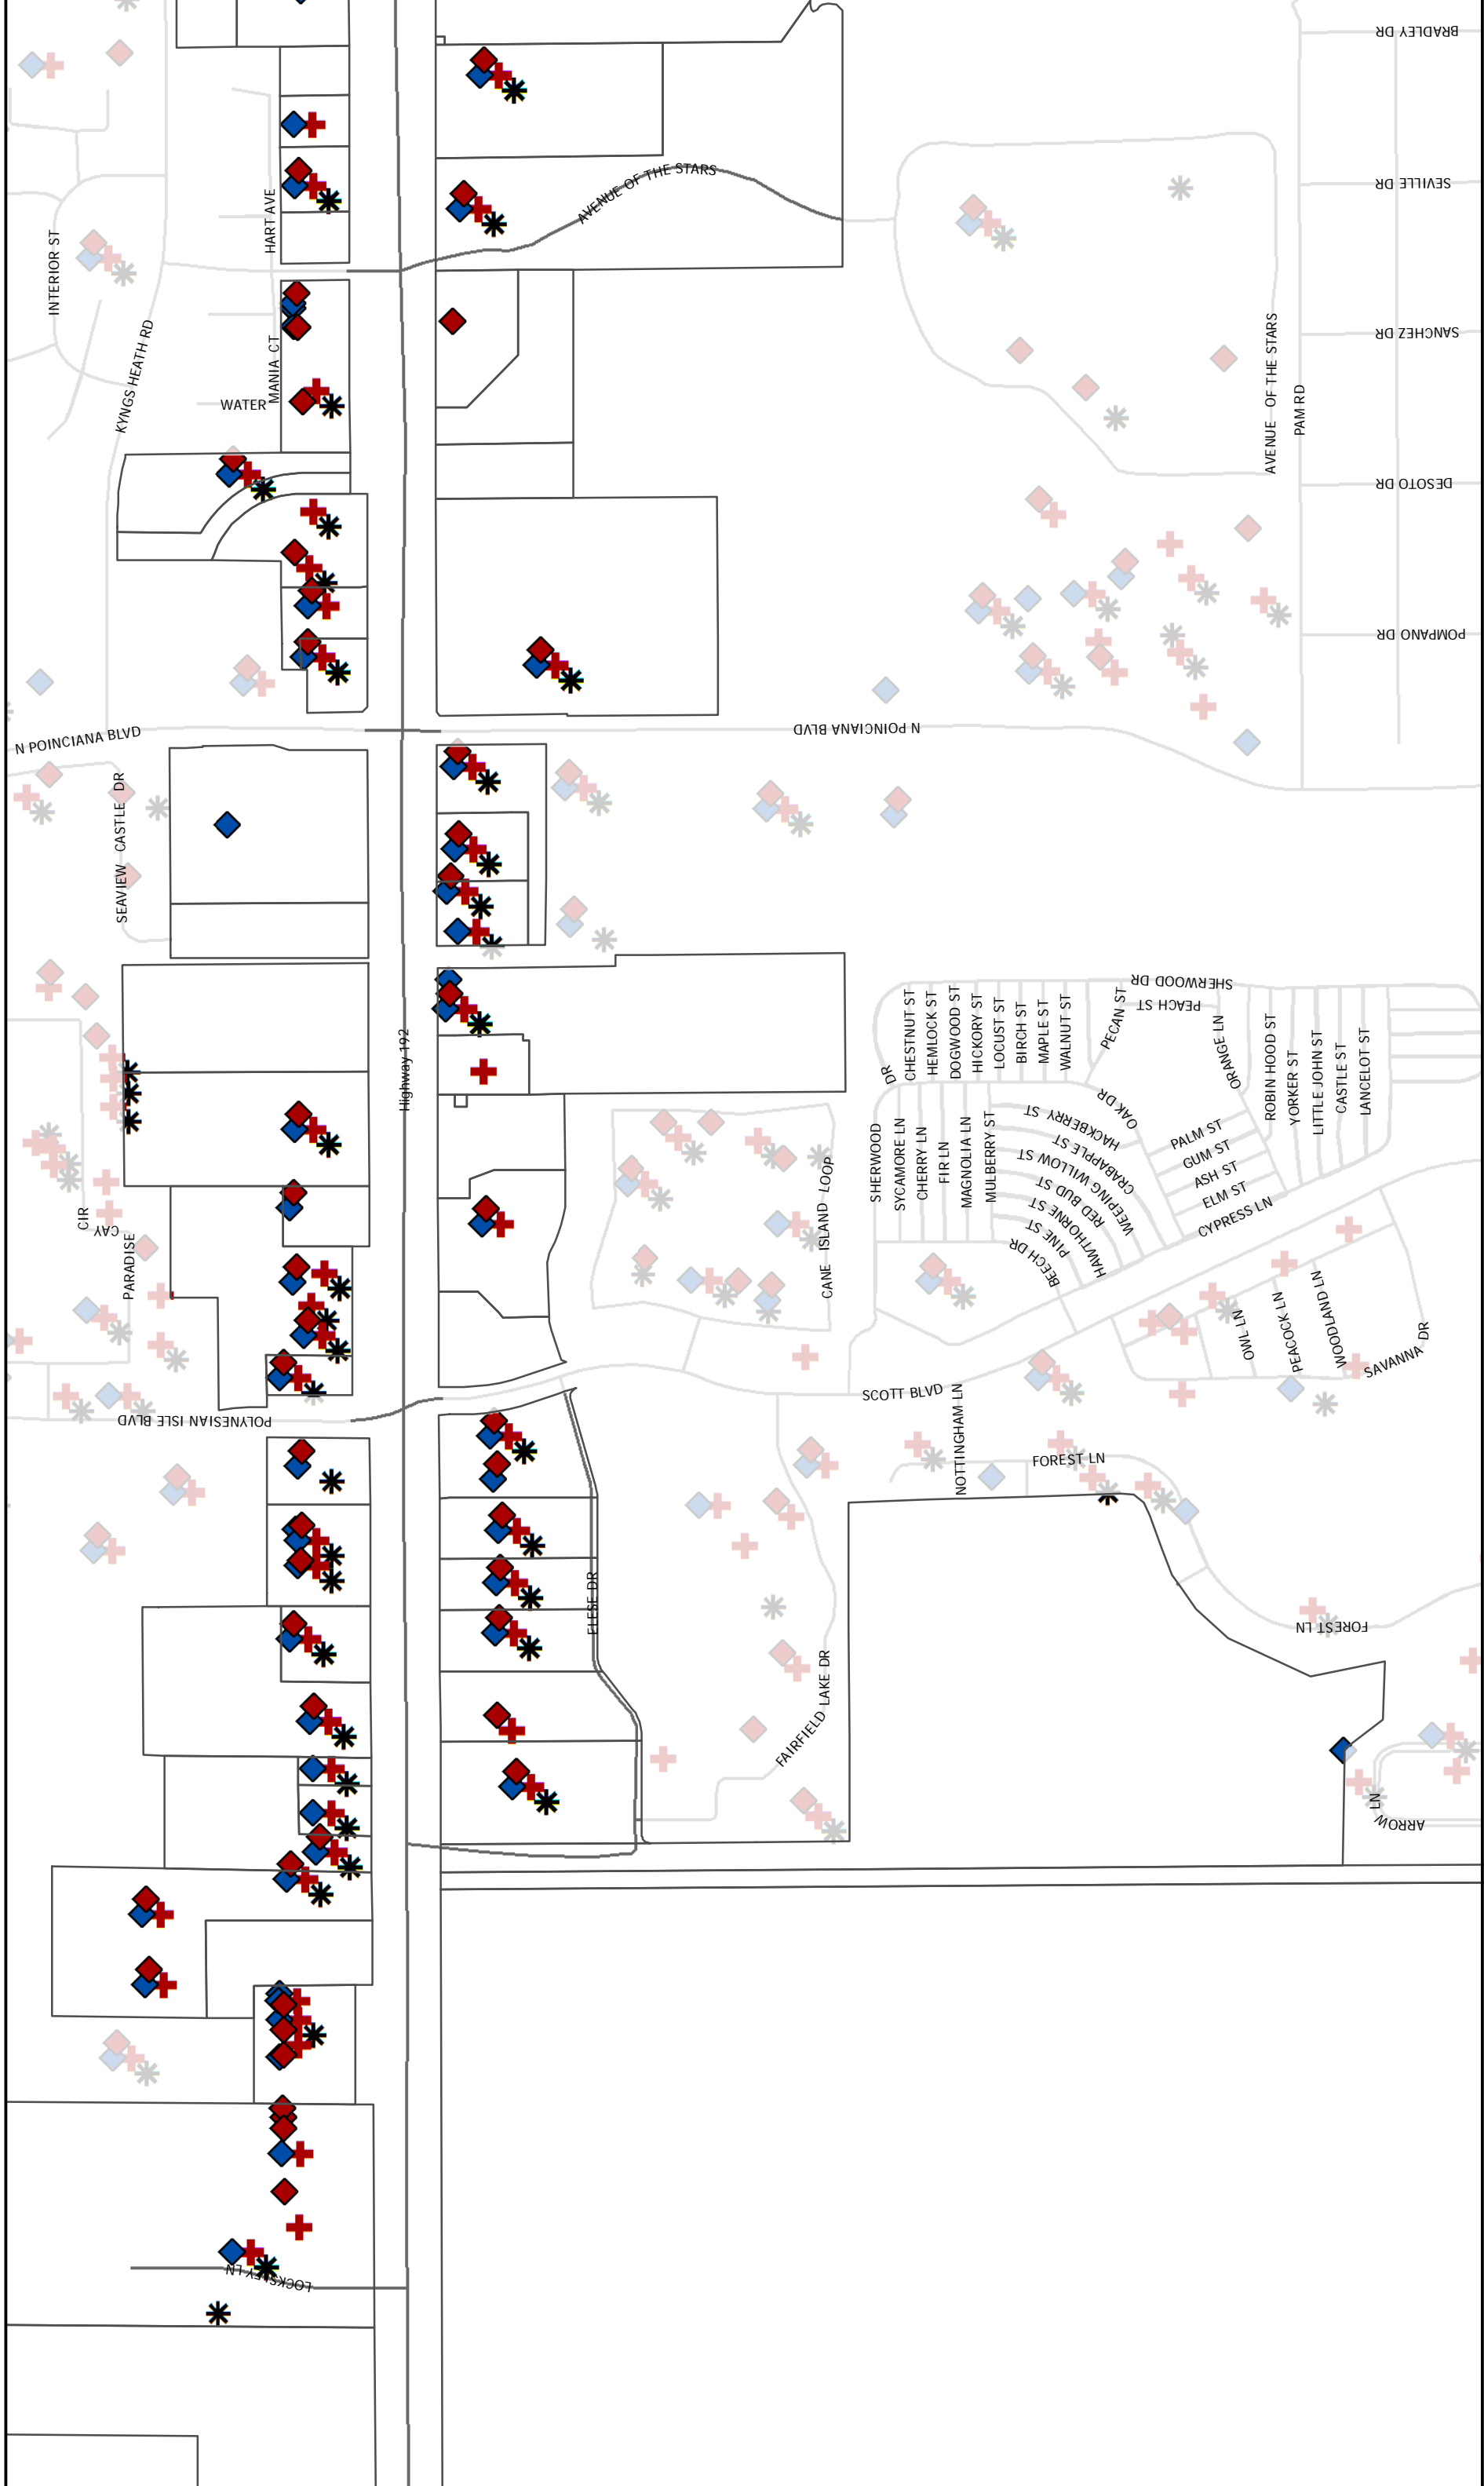 BRADLEY DR
AVENUE OF THE STARS
SEVILLE DR
HART AVE
INTERIOR ST
SANCHEZ DR
KYNGS HEATH RD
MANIA CT
WATER
AVENUE OF THE STARS
PAM RD
DESOTO DR
POMPANO DR
N POINCIANA BLVD
N POINCIANA BLVD
SEAVIEW CASTLE DR
SHERWOOD DR
PEACH ST
CHESTNUT ST
HEMLOCK ST
DOGWOOD ST
HICKORY ST
LOCUST ST
BIRCH ST
MAPLE ST
WALNUT ST
PECAN ST
ORANGE LN
ROBIN HOOD ST
YORKER ST
LITTLE JOHN ST
CASTLE ST
LANCELOT ST
Highway 192
SHERWOOD DR
SYCAMORE LN
CHERRY LN
FIR LN
MAGNOLIA LN
MULBERRY ST
OAK DR
HACKBERRY ST
CRABAPPLE ST
WEEPING WILLOW ST
RED BUD ST
HAWTHORNE ST
PINE ST
BEECH DR
PALM ST
GUM ST
ASH ST
ELM ST
CYPRESS LN
CANE ISLAND LOOP
PARADISE CAY CIR
OWL LN
PEACOCK LN
WOODLAND LN
SAVANNA DR
SCOTT BLVD
NOTTINGHAM LN
POLYNESIAN ISLE BLVD
FOREST LN
ELESE DR
FOREST LN
FAIRFIELD LAKE DR
ARROW LN
LOCKSLEY LN